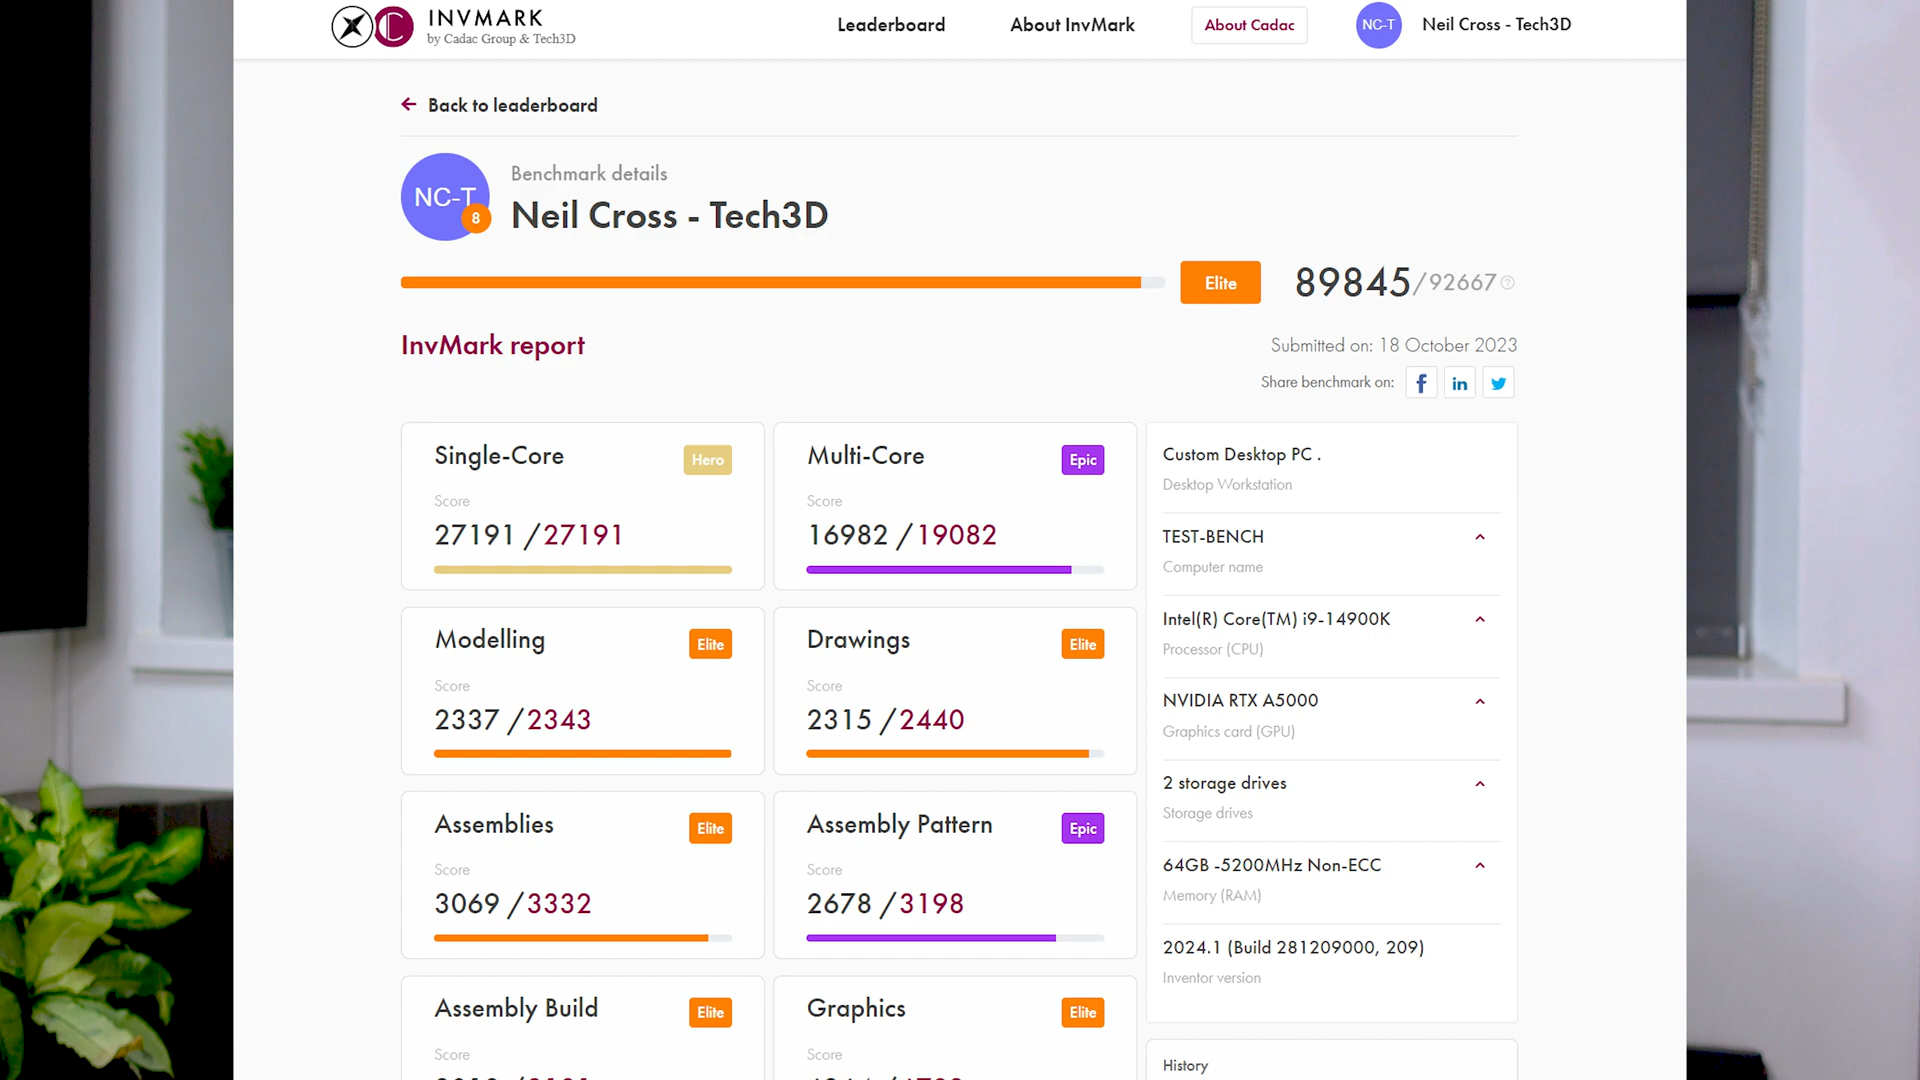 INVMARK
by Cadac Group & Tech3D
Leaderboard
About InvMark
About Cadac
NC-T
Neil Cross - Tech3D
Back to leaderboard
NC-T
8
Benchmark details
Neil Cross - Tech3D
Elite
89845/92667
InvMark report
Submitted on: 18 October 2023
Share benchmark on:
Single-Core
Hero
Score
27191 /27191
Multi-Core
Epic
Score
16982 /19082
Modelling
Elite
Score
2337 /2343
Drawings
Elite
Score
2315 /2440
Assemblies
Elite
Score
3069 /3332
Assembly Pattern
Epic
Score
2678 /3198
Assembly Build
Elite
Score
Graphics
Elite
Score
Custom Desktop PC .
Desktop Workstation
TEST-BENCH
Computer name
Intel(R) Core(TM) i9-14900K
Processor (CPU)
NVIDIA RTX A5000
Graphics card (GPU)
2 storage drives
Storage drives
64GB -5200MHz Non-ECC
Memory (RAM)
2024.1 (Build 281209000, 209)
Inventor version
History